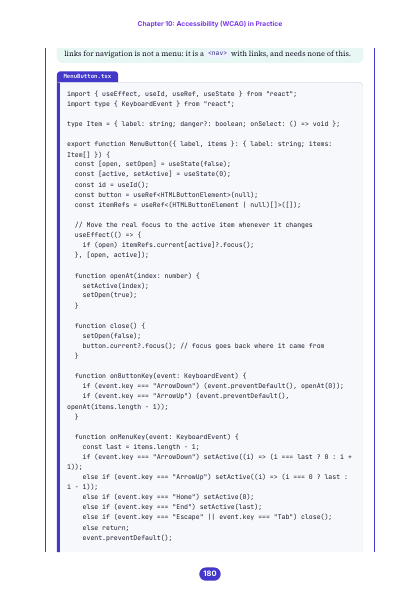 Chapter 10: Accessibility (WCAG) in Practice
links for navigation is not a menu: it is a <nav> with links, and needs none of this.
MenuButton.tsx
import { useEffect, useId, useRef, useState } from "react";
import type { KeyboardEvent } from "react";

type Item = { label: string; danger?: boolean; onSelect: () => void };

export function MenuButton({ label, items }: { label: string; items:
Item[] }) {
  const [open, setOpen] = useState(false);
  const [active, setActive] = useState(0);
  const id = useId();
  const button = useRef<HTMLButtonElement>(null);
  const itemRefs = useRef<(HTMLButtonElement | null)[]>([]);

  // Move the real focus to the active item whenever it changes
  useEffect(() => {
    if (open) itemRefs.current[active]?.focus();
  }, [open, active]);

  function openAt(index: number) {
    setActive(index);
    setOpen(true);
  }

  function close() {
    setOpen(false);
    button.current?.focus(); // focus goes back where it came from
  }

  function onButtonKey(event: KeyboardEvent) {
    if (event.key === "ArrowDown") (event.preventDefault(), openAt(0));
    if (event.key === "ArrowUp") (event.preventDefault(),
openAt(items.length - 1));
  }

  function onMenuKey(event: KeyboardEvent) {
    const last = items.length - 1;
    if (event.key === "ArrowDown") setActive((i) => (i === last ? 0 : i +
1));
    else if (event.key === "ArrowUp") setActive((i) => (i === 0 ? last :
i - 1));
    else if (event.key === "Home") setActive(0);
    else if (event.key === "End") setActive(last);
    else if (event.key === "Escape" || event.key === "Tab") close();
    else return;
    event.preventDefault();
180